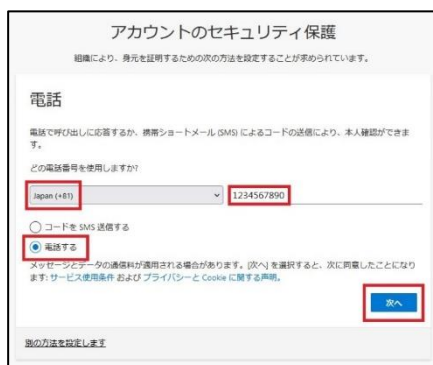 アカウントのセキュリティ保護
組織により、身元を証明するための次の方法を設定することが求められています。
電話
電話で呼び出しに応答するか、携帯ショートメール (SMS) によるコードの送信により、本人確認ができま
す。
どの電話番号を使用しますか?
Japan (+81) 1234567890
コードを SMS 送信する
電話する
メッセージとデータの通信料が適用される場合があります。[次へ] を選択すると、次に同意したことになり
ます: サービス使用条件 および プライバシーと Cookie に関する声明。
次へ
別の方法を設定します